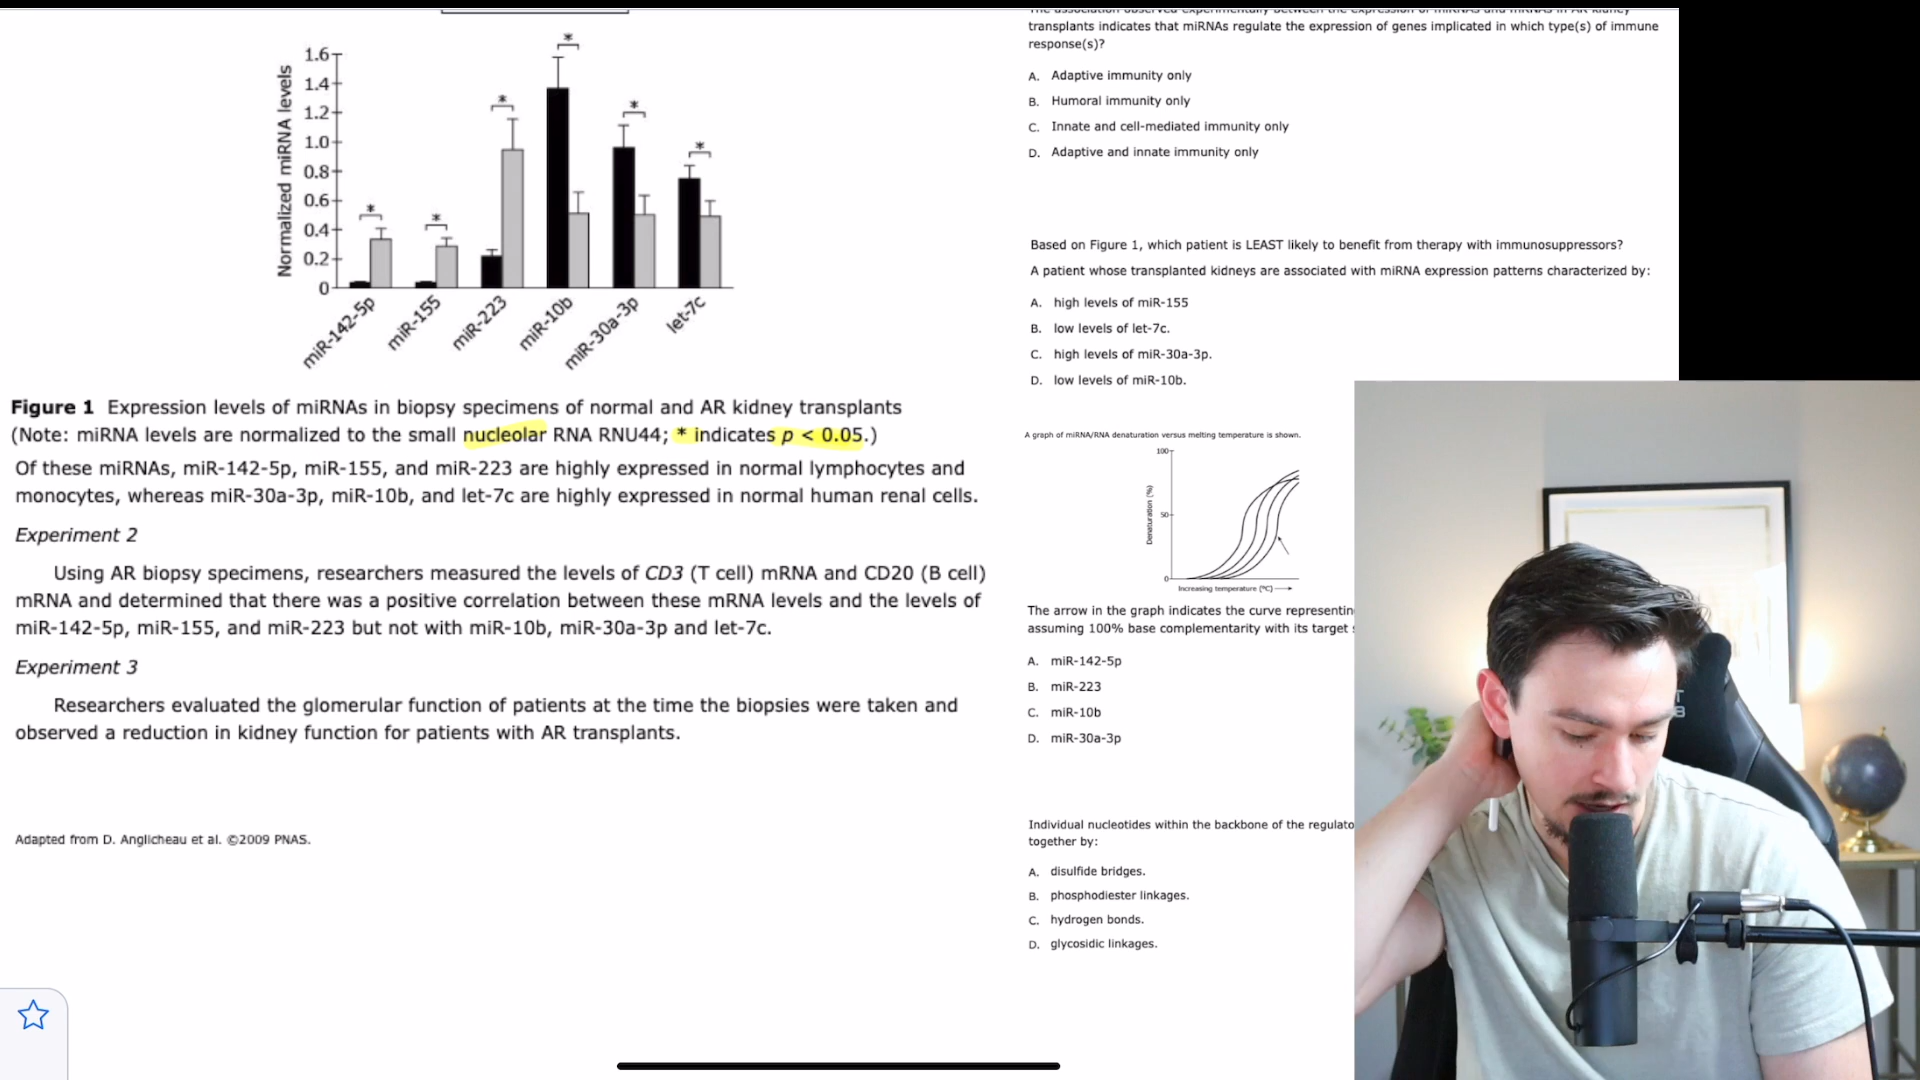 1.6
1.4
1.2
1.0
0.8
0.6
0.4
0.2
0
Normalized miRNA levels
*
*
*
*
*
*
miR-142-5p
miR-155
miR-223
miR-10b
miR-30a-3p
let-7c
Figure 1 Expression levels of miRNAs in biopsy specimens of normal and AR kidney transplants
(Note: miRNA levels are normalized to the small nucleolar RNA RNU44; * indicates p < 0.05.)
Of these miRNAs, miR-142-5p, miR-155, and miR-223 are highly expressed in normal lymphocytes and
monocytes, whereas miR-30a-3p, miR-10b, and let-7c are highly expressed in normal human renal cells.
Experiment 2
Using AR biopsy specimens, researchers measured the levels of CD3 (T cell) mRNA and CD20 (B cell)
mRNA and determined that there was a positive correlation between these mRNA levels and the levels of
miR-142-5p, miR-155, and miR-223 but not with miR-10b, miR-30a-3p and let-7c.
Experiment 3
Researchers evaluated the glomerular function of patients at the time the biopsies were taken and
observed a reduction in kidney function for patients with AR transplants.
Adapted from D. Anglicheau et al. ©2009 PNAS.
The association observed experimentally between the expression of miRNAs and mRNAs in AR kidney
transplants indicates that miRNAs regulate the expression of genes implicated in which type(s) of immune
response(s)?
A. Adaptive immunity only
B. Humoral immunity only
C. Innate and cell-mediated immunity only
D. Adaptive and innate immunity only
Based on Figure 1, which patient is LEAST likely to benefit from therapy with immunosuppressors?
A patient whose transplanted kidneys are associated with miRNA expression patterns characterized by:
A. high levels of miR-155
B. low levels of let-7c.
C. high levels of miR-30a-3p.
D. low levels of miR-10b.
A graph of miRNA/RNA denaturation versus melting temperature is shown.
100
50
0
Denaturation (%)
Increasing temperature (°C)
The arrow in the graph indicates the curve representin
assuming 100% base complementarity with its target
A. miR-142-5p
B. miR-223
C. miR-10b
D. miR-30a-3p
Individual nucleotides within the backbone of the regulato
together by:
A. disulfide bridges.
B. phosphodiester linkages.
C. hydrogen bonds.
D. glycosidic linkages.